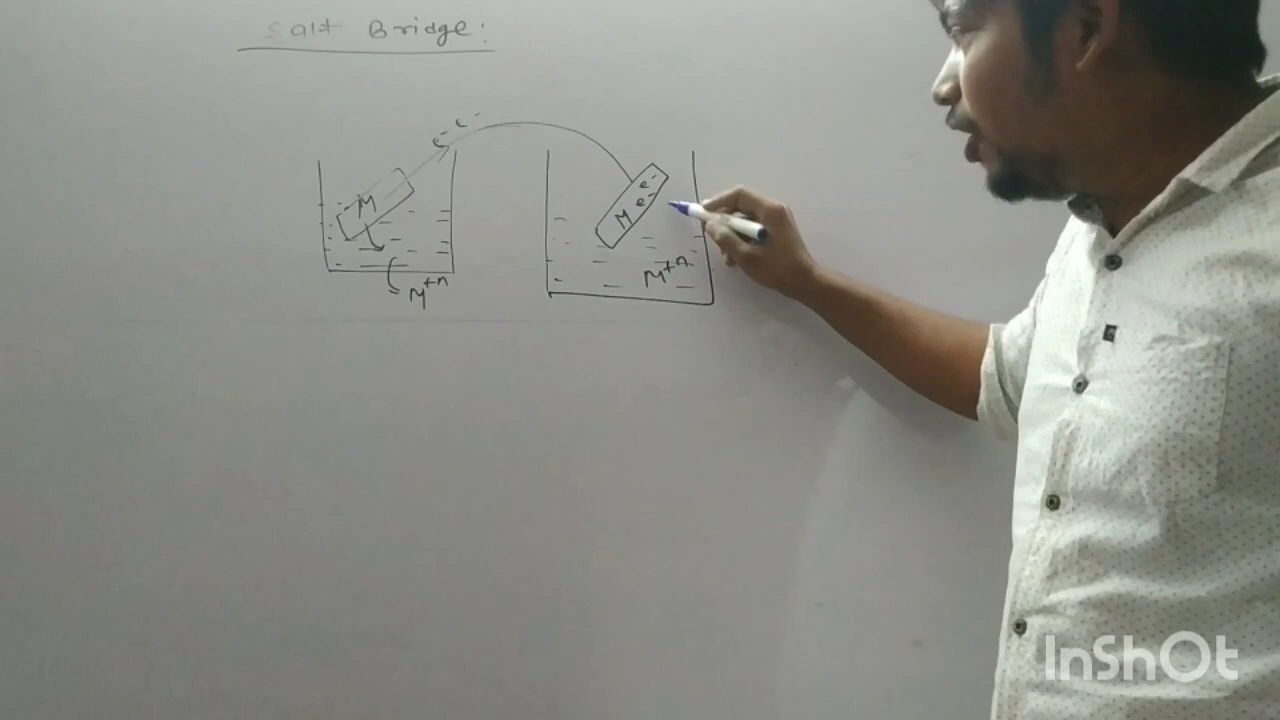 Salt Bridge:
e- e-
M
e-
M e-
M+n
M+n
InShOt